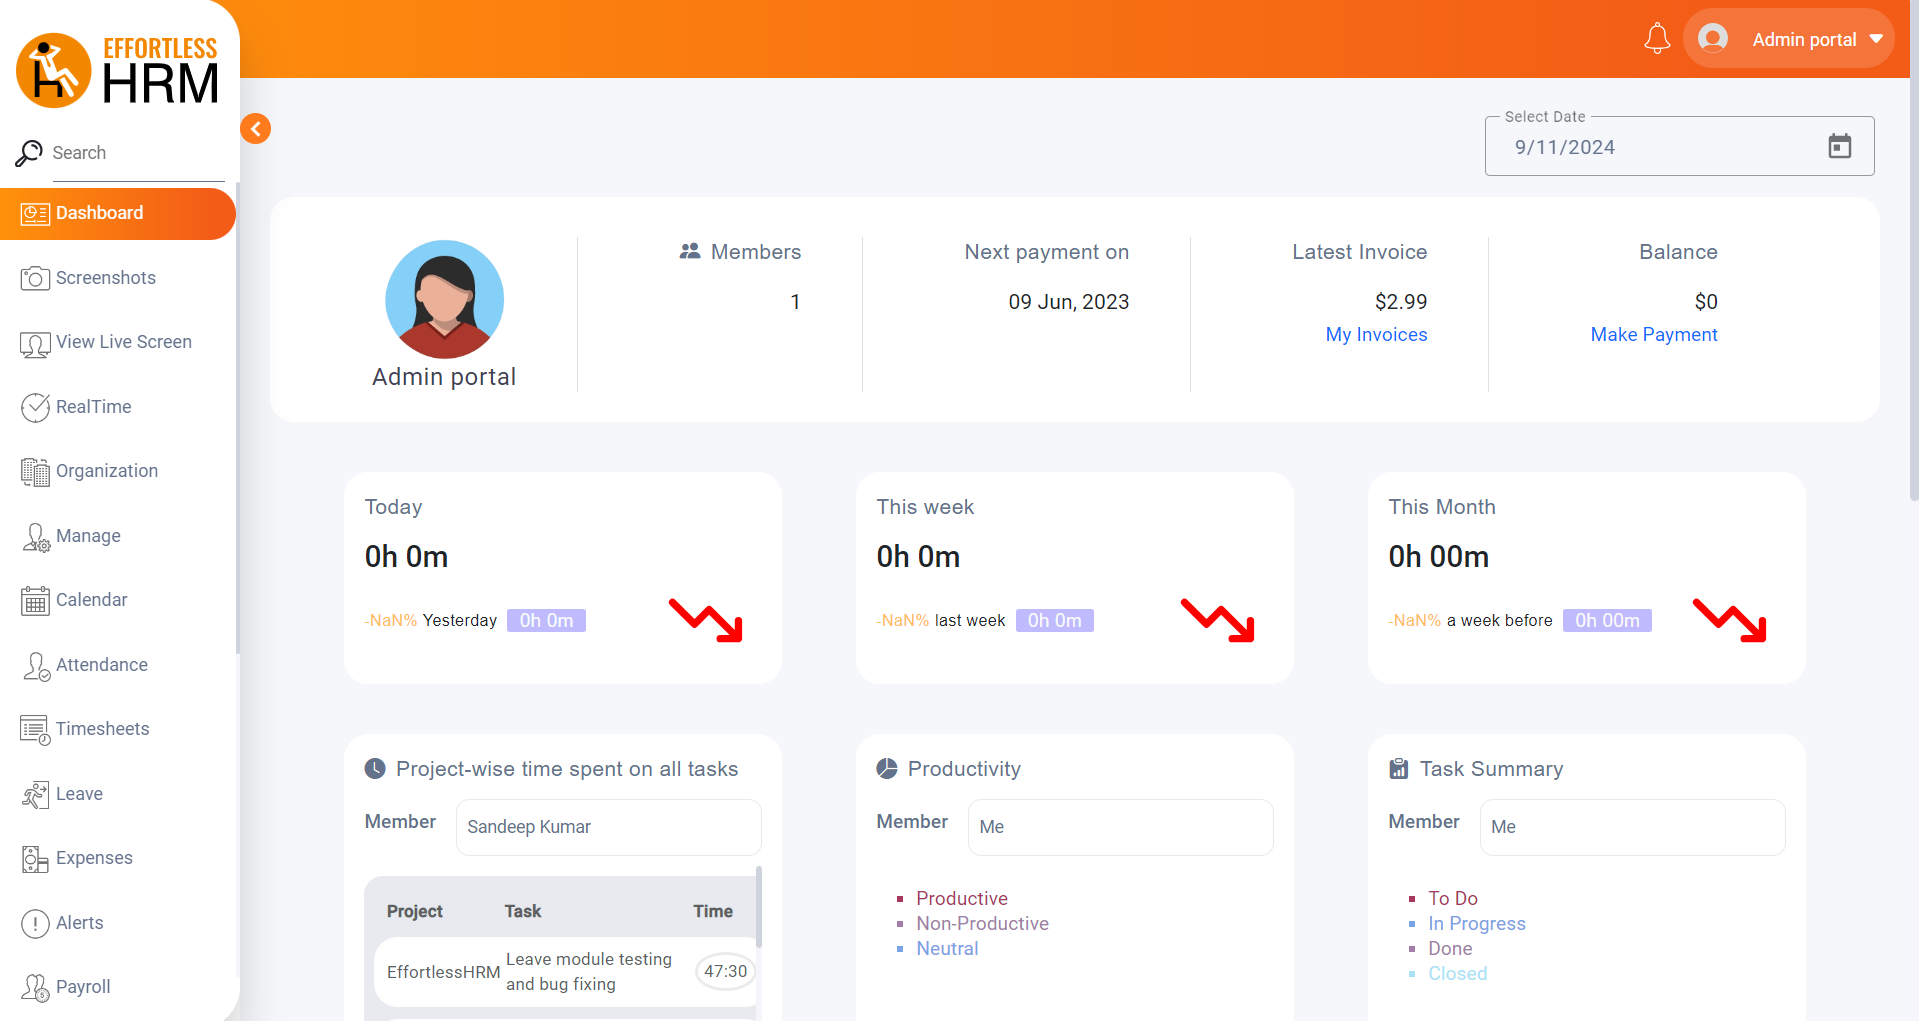 EFFORTLESS
HRM
Search
Dashboard
Screenshots
View Live Screen
RealTime
Organization
Manage
Calendar
Attendance
Timesheets
Leave
Expenses
Alerts
Payroll
Admin portal
Select Date
9/11/2024
Admin portal
Members
1
Next payment on
09 Jun, 2023
Latest Invoice
$2.99
My Invoices
Balance
$0
Make Payment
Today
0h 0m
-NaN% Yesterday 0h 0m
This week
0h 0m
-NaN% last week 0h 0m
This Month
0h 00m
-NaN% a week before 0h 00m
Project-wise time spent on all tasks
Member Sandeep Kumar
Project Task Time
EffortlessHRM Leave module testing and bug fixing 47:30
Productivity
Member Me
Productive
Non-Productive
Neutral
Task Summary
Member Me
To Do
In Progress
Done
Closed